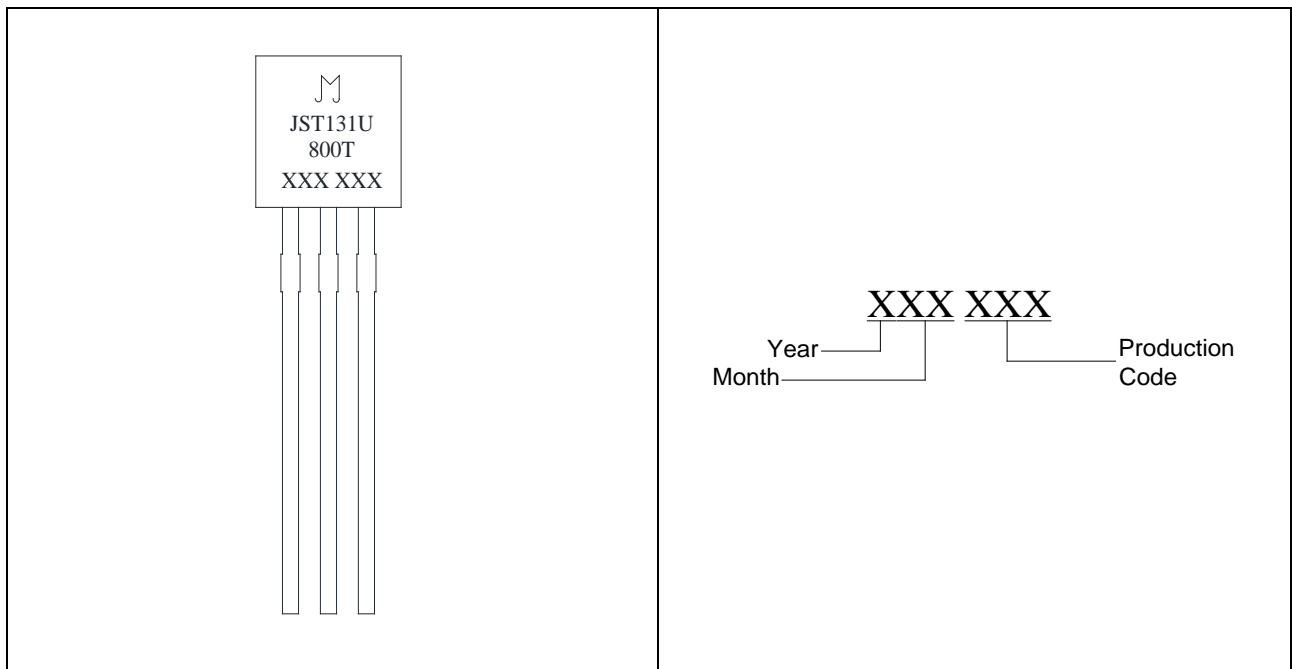 JST131U
800T
XXX XXX
XXX XXX
Year
Month
Production
Code